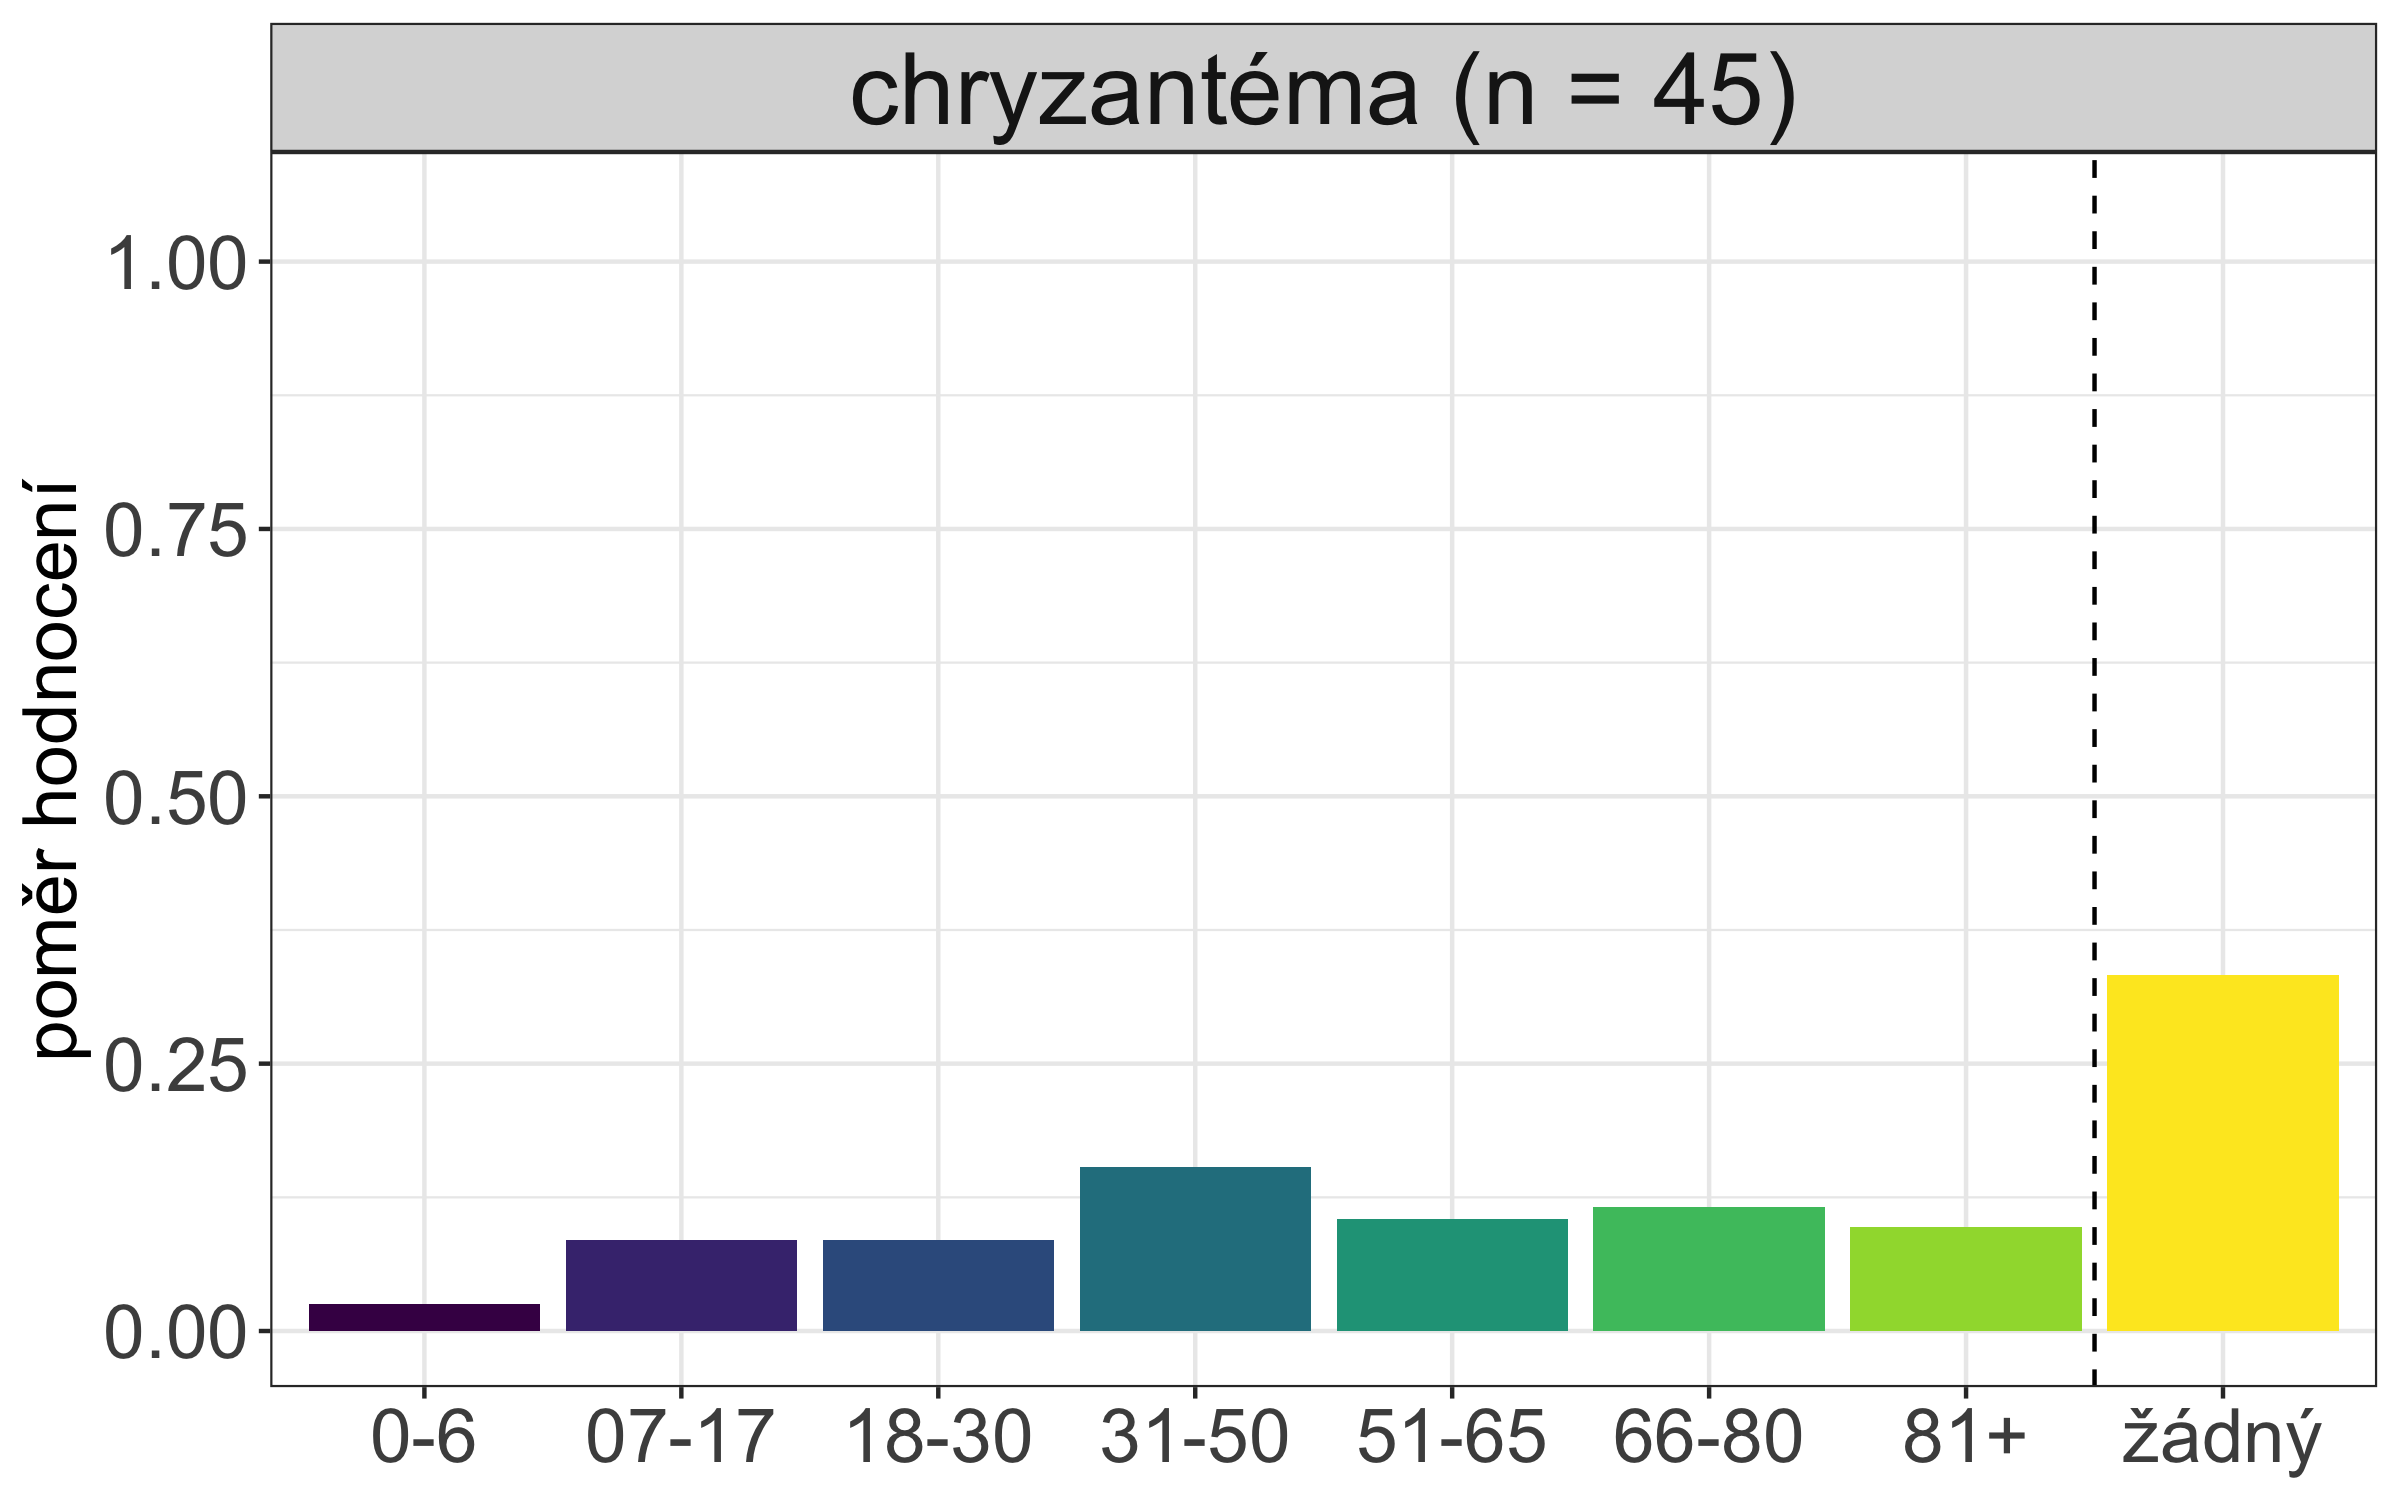 chryzantéma (n = 45)
poměr hodnocení
1.00
0.75
0.50
0.25
0.00
0-6 07-17 18-30 31-50 51-65 66-80 81+ žádný